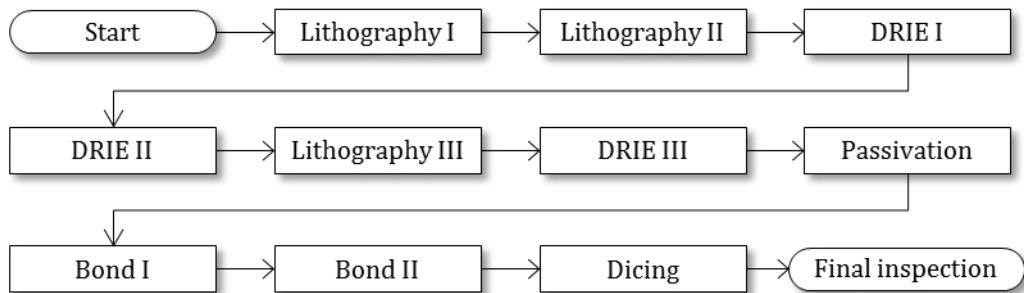 Start
Lithography I
Lithography II
DRIE I
DRIE II
Lithography III
DRIE III
Passivation
Bond I
Bond II
Dicing
Final inspection